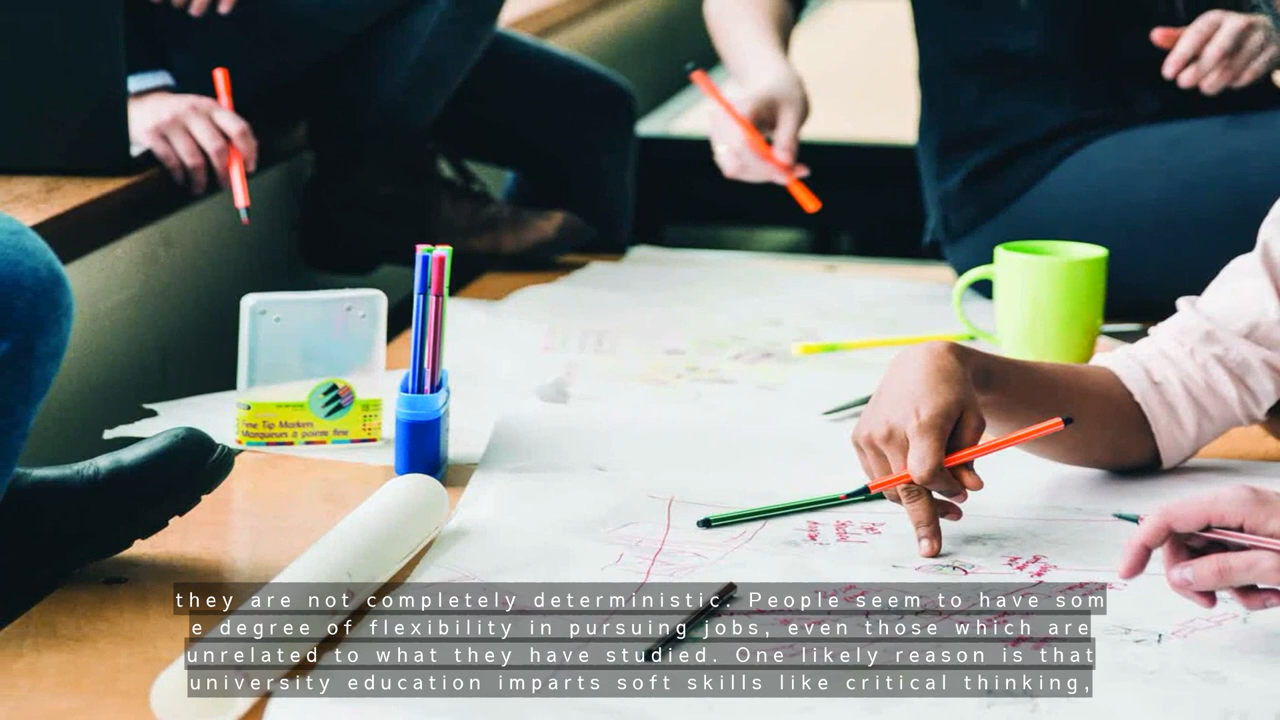 Fine Tip Markers
Marqueurs a pointe fine
they are not completely deterministic. People seem to have som
e degree of flexibility in pursuing jobs, even those which are
unrelated to what they have studied. One likely reason is that
university education imparts soft skills like critical thinking,